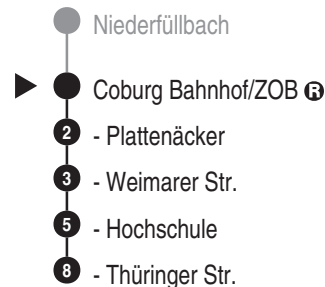 Niederfüllbach
Coburg Bahnhof/ZOB R
2 - Plattenäcker
3 - Weimarer Str.
5 - Hochschule
8 - Thüringer Str.